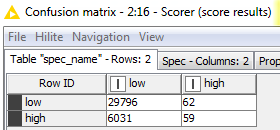 Confusion matrix - 2:16 - Scorer (score results)
File Hilite Navigation View
Table "spec_name" - Rows: 2 Spec - Columns: 2 Prop
Row ID I low I high
low 29796 62
high 6031 59